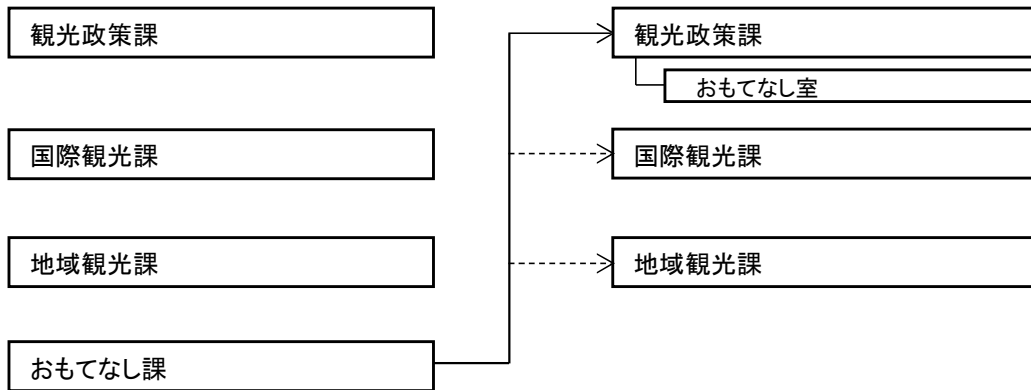 観光政策課
国際観光課
地域観光課
おもてなし課
観光政策課
おもてなし室
国際観光課
地域観光課